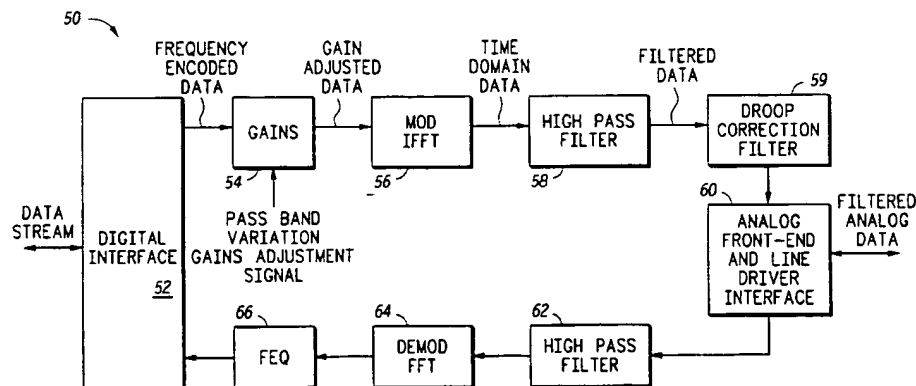 50
FREQUENCY
ENCODED
DATA
GAIN
ADJUSTED
DATA
TIME
DOMAIN
DATA
FILTERED
DATA
59
GAINS
54
MOD
IFFT
56
HIGH PASS
FILTER
58
DROOP
CORRECTION
FILTER
PASS BAND
VARIATION
GAINS ADJUSTMENT
SIGNAL
DATA
STREAM
DIGITAL
INTERFACE
52
60
ANALOG
FRONT-END
AND LINE
DRIVER
INTERFACE
FILTERED
ANALOG
DATA
66
FEQ
64
DEMOD
FFT
62
HIGH PASS
FILTER